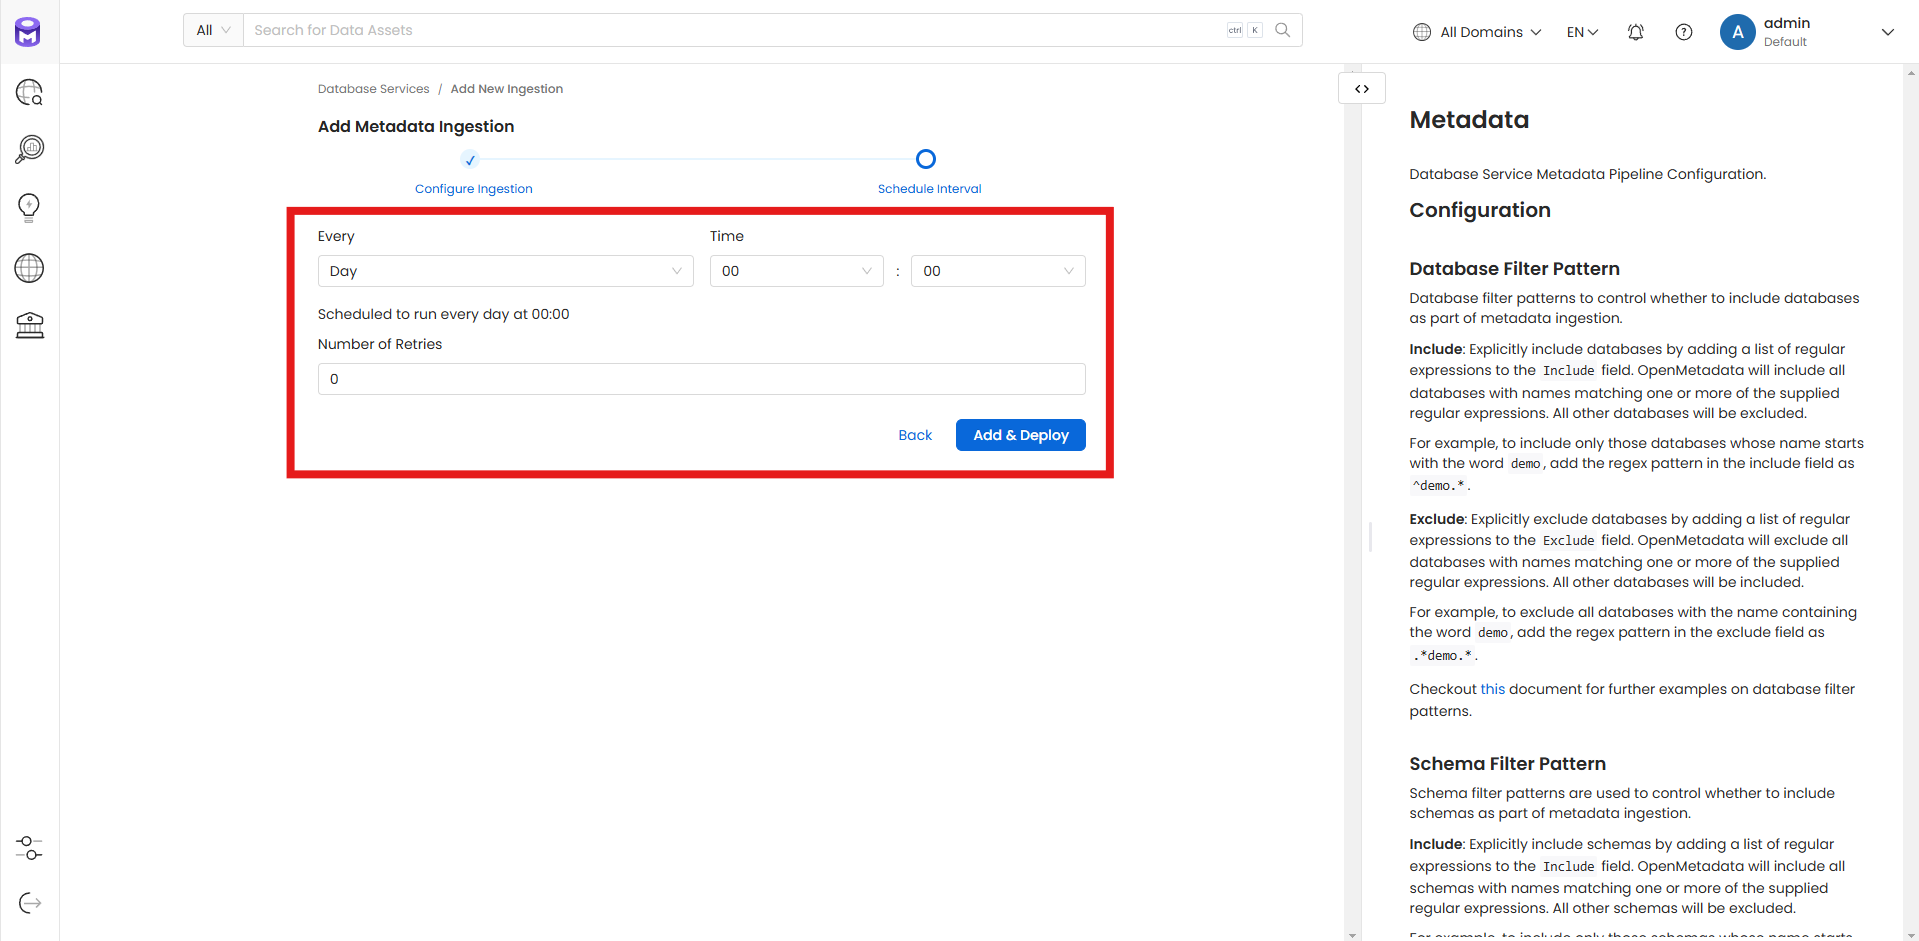 All
Search for Data Assets
ctrl K
All Domains
EN
A
admin
Default
Database Services / Add New Ingestion
Add Metadata Ingestion
Configure Ingestion
Schedule Interval
Every
Time
Day
00 : 00
Scheduled to run every day at 00:00
Number of Retries
0
Back
Add & Deploy
Metadata
Database Service Metadata Pipeline Configuration.
Configuration
Database Filter Pattern
Database filter patterns to control whether to include databases
as part of metadata ingestion.
Include: Explicitly include databases by adding a list of regular
expressions to the Include field. OpenMetadata will include all
databases with names matching one or more of the supplied
regular expressions. All other databases will be excluded.
For example, to include only those databases whose name starts
with the word demo, add the regex pattern in the include field as
^demo.*.
Exclude: Explicitly exclude databases by adding a list of regular
expressions to the Exclude field. OpenMetadata will exclude all
databases with names matching one or more of the supplied
regular expressions. All other databases will be included.
For example, to exclude all databases with the name containing
the word demo, add the regex pattern in the exclude field as
.*demo.*.
Checkout this document for further examples on database filter
patterns.
Schema Filter Pattern
Schema filter patterns are used to control whether to include
schemas as part of metadata ingestion.
Include: Explicitly include schemas by adding a list of regular
expressions to the Include field. OpenMetadata will include all
schemas with names matching one or more of the supplied
regular expressions. All other schemas will be excluded.
For example, to include only those schemas whose name starts